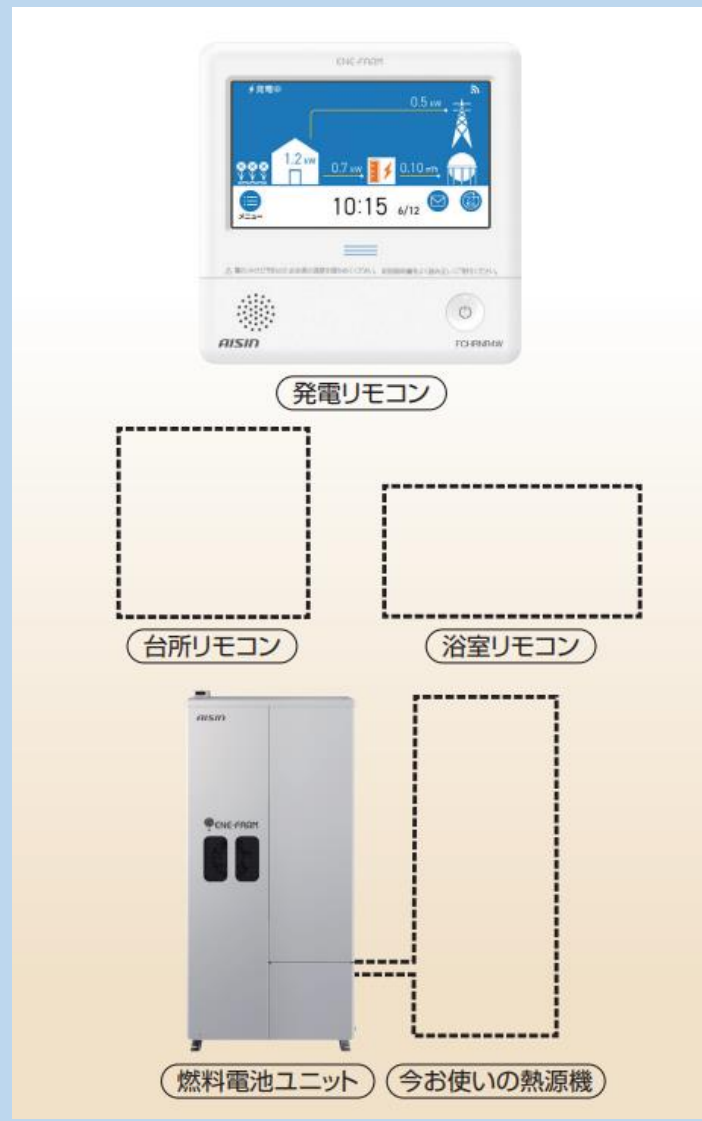 ENE-FARM
発電中
0.5 kW
1.2 kW
0.7 kW
0.10 m³/h
メニュー
10:15 6/12
AISIN
発電リモコン
台所リモコン
浴室リモコン
AISIN
ENE-FARM
燃料電池ユニット
今お使いの熱源機